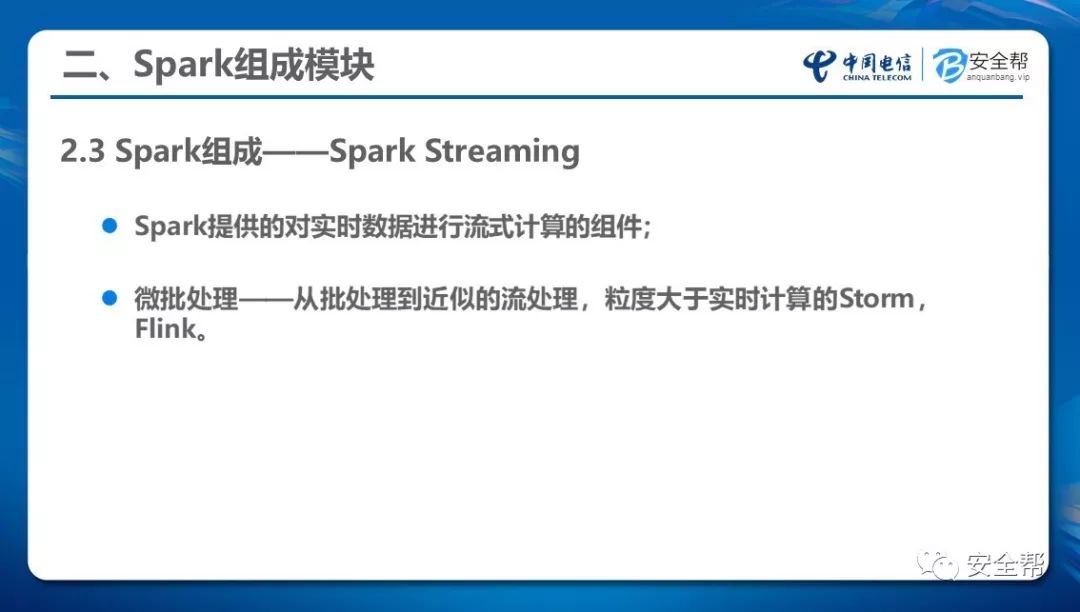 二、Spark组成模块
中国电信
CHINA TELECOM
安全帮
anquanbang.vip
2.3 Spark组成——Spark Streaming
Spark提供的对实时数据进行流式计算的组件；
微批处理——从批处理到近似的流处理，粒度大于实时计算的Storm，
Flink。
安全帮